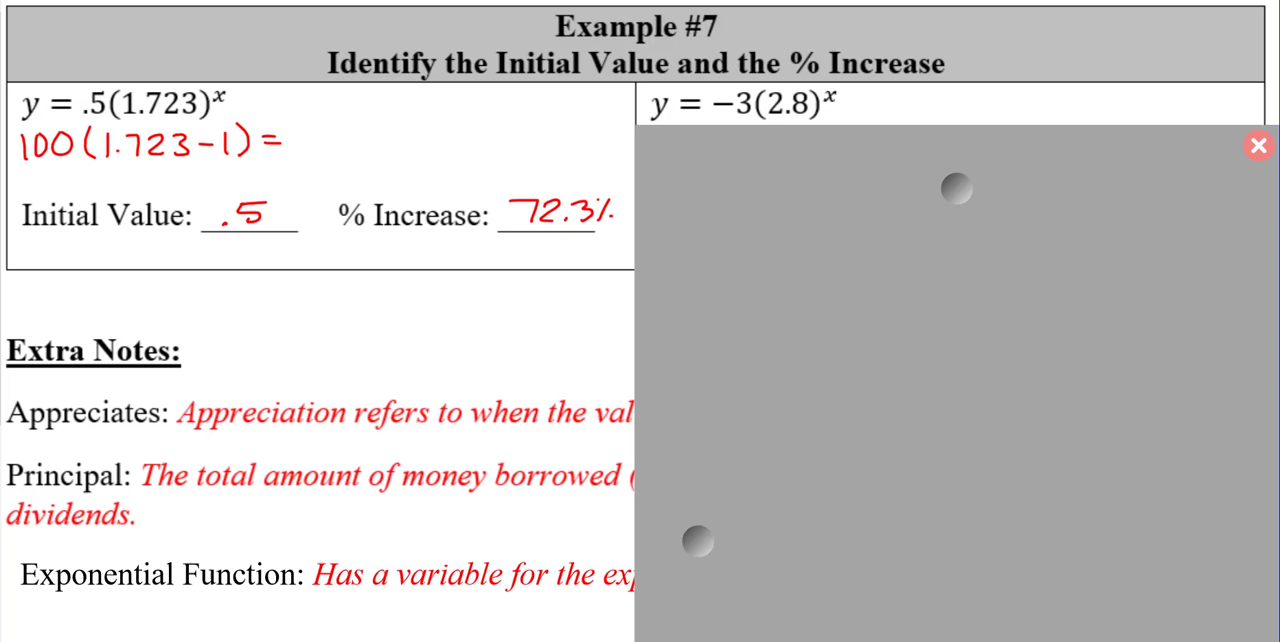 Example #7
Identify the Initial Value and the % Increase
y = .5(1.723)ˣ
100(1.723-1)=
Initial Value: .5 % Increase: 72.3%
y = −3(2.8)ˣ
Extra Notes:
Appreciates: Appreciation refers to when the val
Principal: The total amount of money borrowed (
dividends.
Exponential Function: Has a variable for the exp